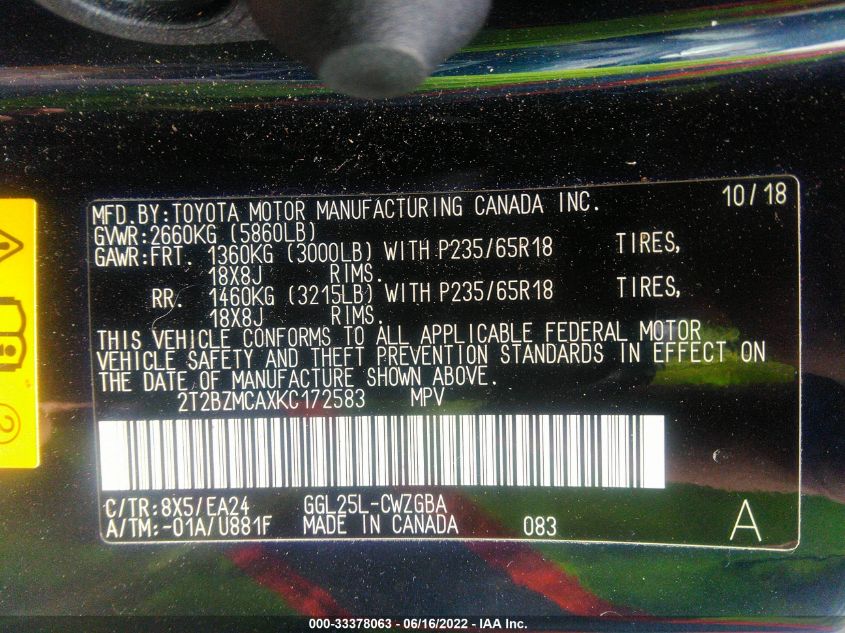 MFD.BY:TOYOTA MOTOR MANUFACTURING CANADA INC. 10/18
GVWR:2660KG (5860LB)
GAWR:FRT. 1360KG (3000LB) WITH P235/65R18 TIRES,
18X8J RIMS.
RR. 1460KG (3215LB) WITH P235/65R18 TIRES,
18X8J RIMS.
THIS VEHICLE CONFORMS TO ALL APPLICABLE FEDERAL MOTOR
VEHICLE SAFETY AND THEFT PREVENTION STANDARDS IN EFFECT ON
THE DATE OF MANUFACTURE SHOWN ABOVE.
2T2BZMCAXKC172583 MPV
C/TR:8X5/EA24 GGL25L-CWZGBA
A/TM:-01A/U881F MADE IN CANADA 083 A
2
000-33378063 - 06/16/2022 - IAA Inc.